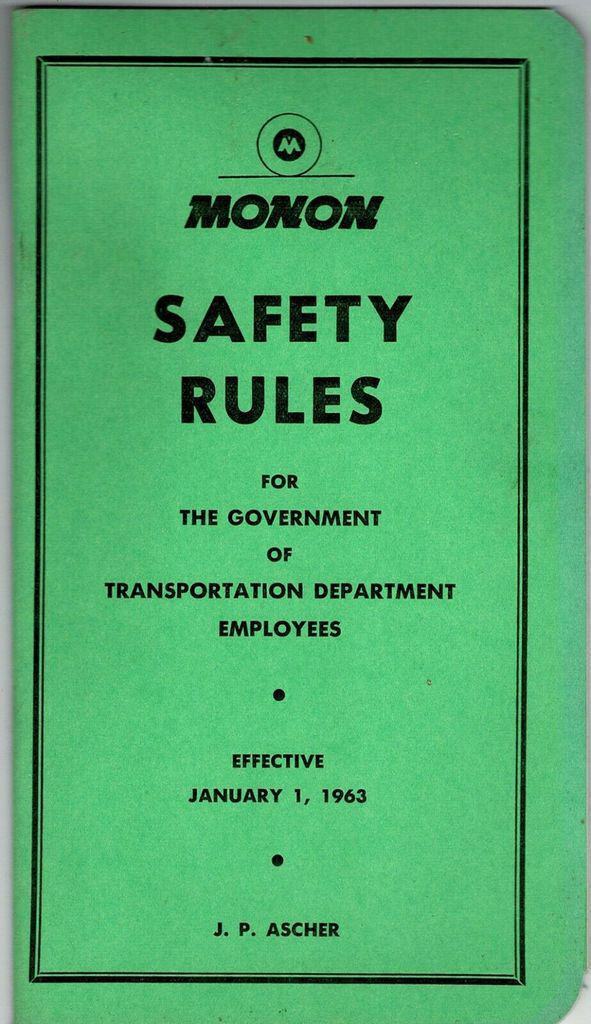 M
MONON
SAFETY
RULES
FOR
THE GOVERNMENT
OF
TRANSPORTATION DEPARTMENT
EMPLOYEES
EFFECTIVE
JANUARY 1, 1963
J. P. ASCHER